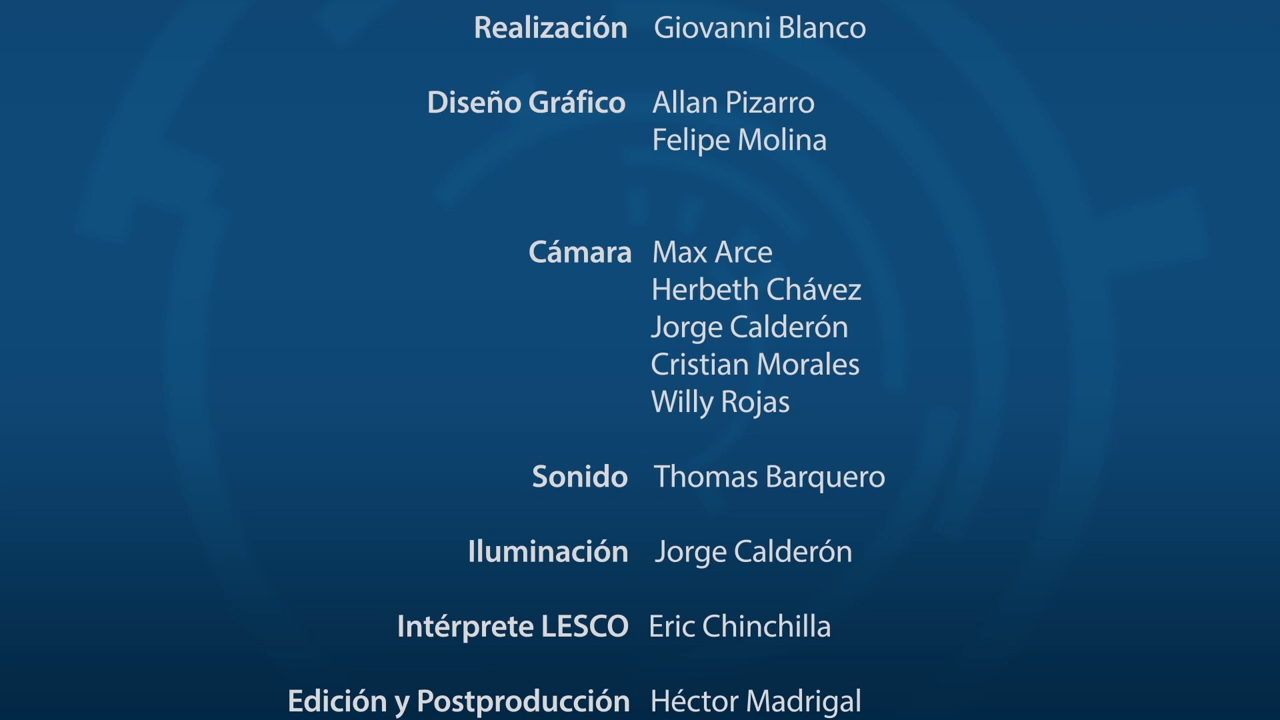 Realización Giovanni Blanco
Diseño Gráfico Allan Pizarro
Felipe Molina
Cámara Max Arce
Herbeth Chávez
Jorge Calderón
Cristian Morales
Willy Rojas
Sonido Thomas Barquero
Iluminación Jorge Calderón
Intérprete LESCO Eric Chinchilla
Edición y Postproducción Héctor Madrigal